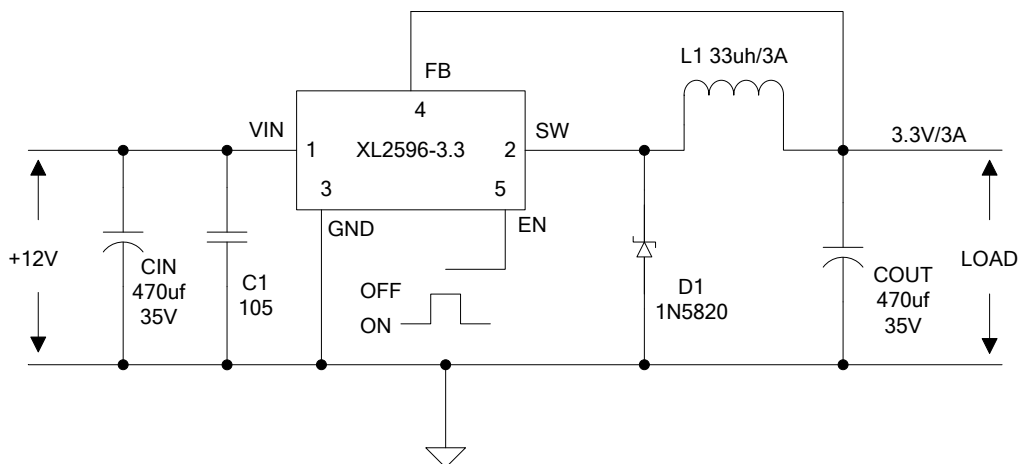 L1 33uh/3A
FB
4
VIN
SW
3.3V/3A
1
XL2596-3.3
2
3
5
GND
EN
+12V
CIN
470uf
35V
C1
105
OFF
ON
D1
1N5820
COUT
470uf
35V
LOAD